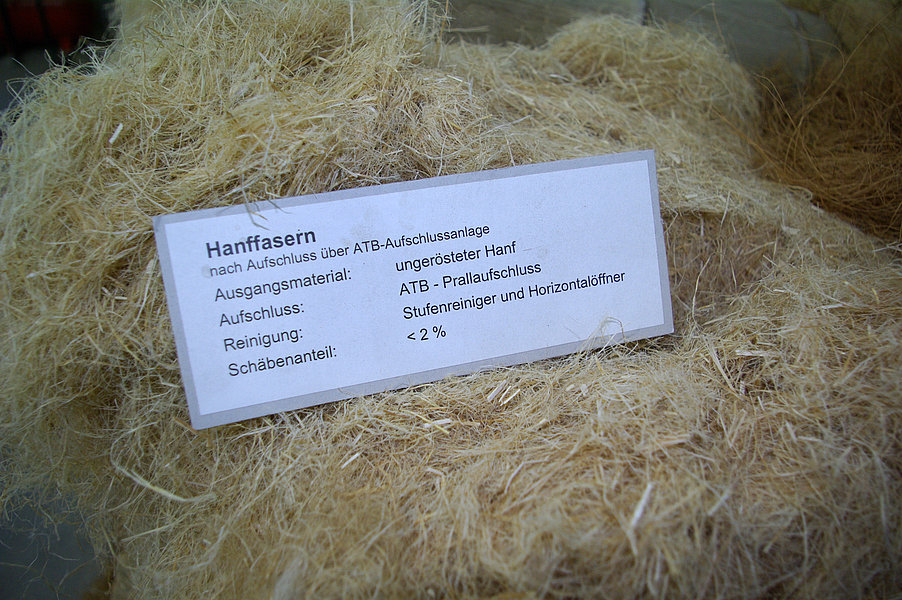 Hanffasern
nach Aufschluss über ATB-Aufschlussanlage
Ausgangsmaterial: ungerösteter Hanf
Aufschluss: ATB - Prallaufschluss
Reinigung: Stufenreiniger und Horizontalöffner
Schäbenanteil: < 2 %